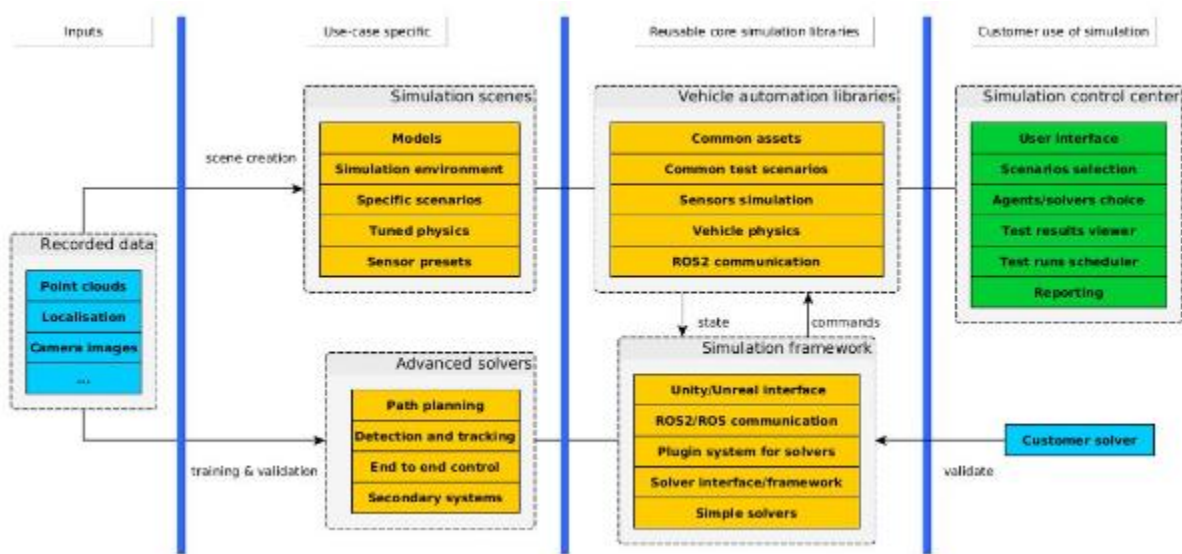 Inputs
Use-case specific
Reusable core simulation libraries
Customer use of simulation
Simulation scenes
Models
Simulation environment
Specific scenarios
Tuned physics
Sensor presets
Vehicle automation libraries
Common assets
Common test scenarios
Sensors simulation
Vehicle physics
ROS2 communication
Simulation control center
User interface
Scenarios selection
Agents/solvers choice
Test results viewer
Test runs scheduler
Reporting
scene creation
Recorded data
Point clouds
Localisation
Camera images
...
state
commands
training & validation
Advanced solvers
Path planning
Detection and tracking
End to end control
Secondary systems
Simulation framework
Unity/Unreal interface
ROS2/ROS communication
Plugin system for solvers
Solver interface/framework
Simple solvers
Customer solver
validate